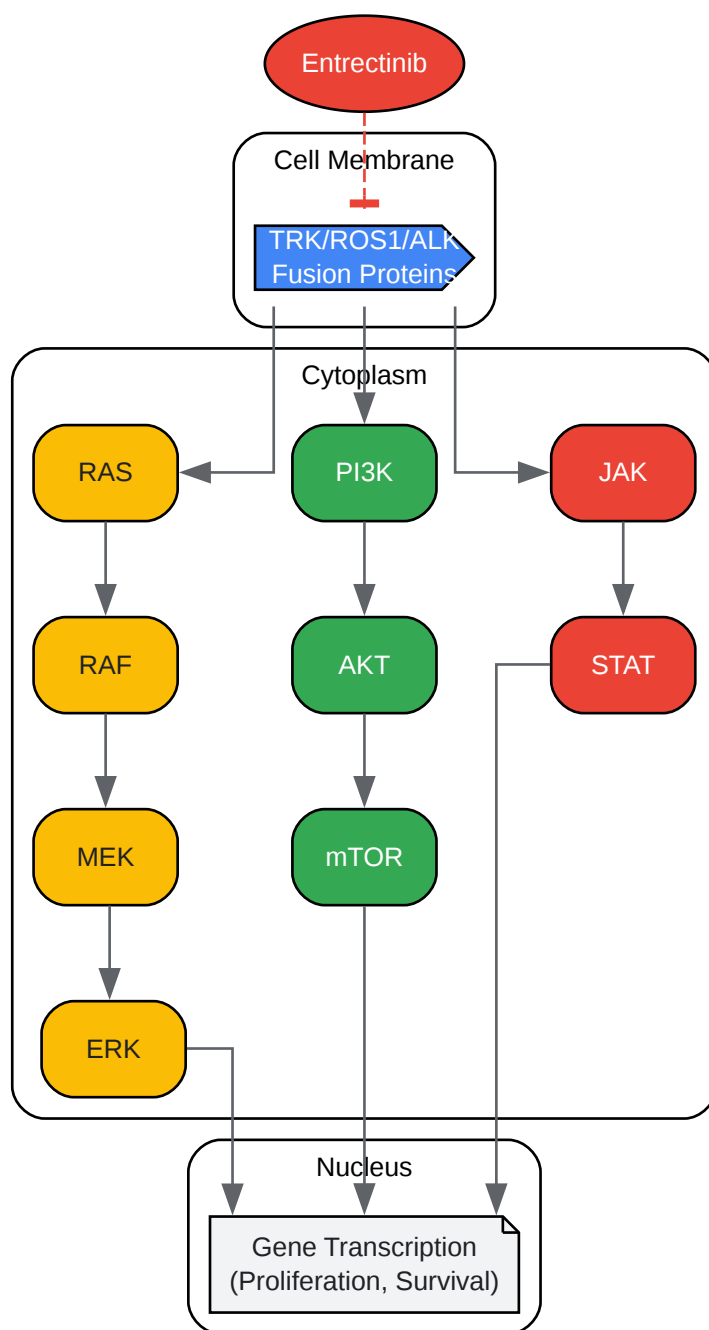 Entrectinib
Cell Membrane
TRK/ROS1/ALK
Fusion Proteins
Cytoplasm
RAS
PI3K
JAK
RAF
AKT
STAT
MEK
mTOR
ERK
Nucleus
Gene Transcription
(Proliferation, Survival)